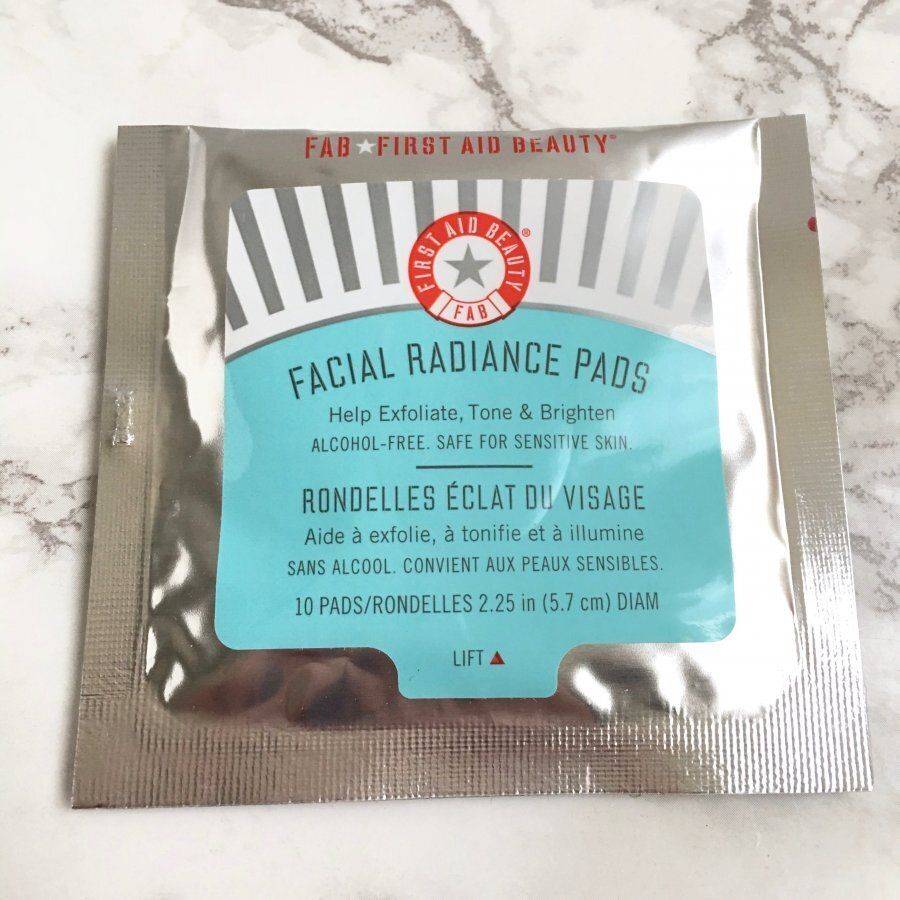 FAB★FIRST AID BEAUTY®
FIRST AID BEAUTY®
FAB
FACIAL RADIANCE PADS
Help Exfoliate, Tone & Brighten
ALCOHOL-FREE. SAFE FOR SENSITIVE SKIN.
RONDELLES ÉCLAT DU VISAGE
Aide à exfolie, à tonifie et à illumine
SANS ALCOOL. CONVIENT AUX PEAUX SENSIBLES.
10 PADS/RONDELLES 2.25 in (5.7 cm) DIAM
LIFT ▲